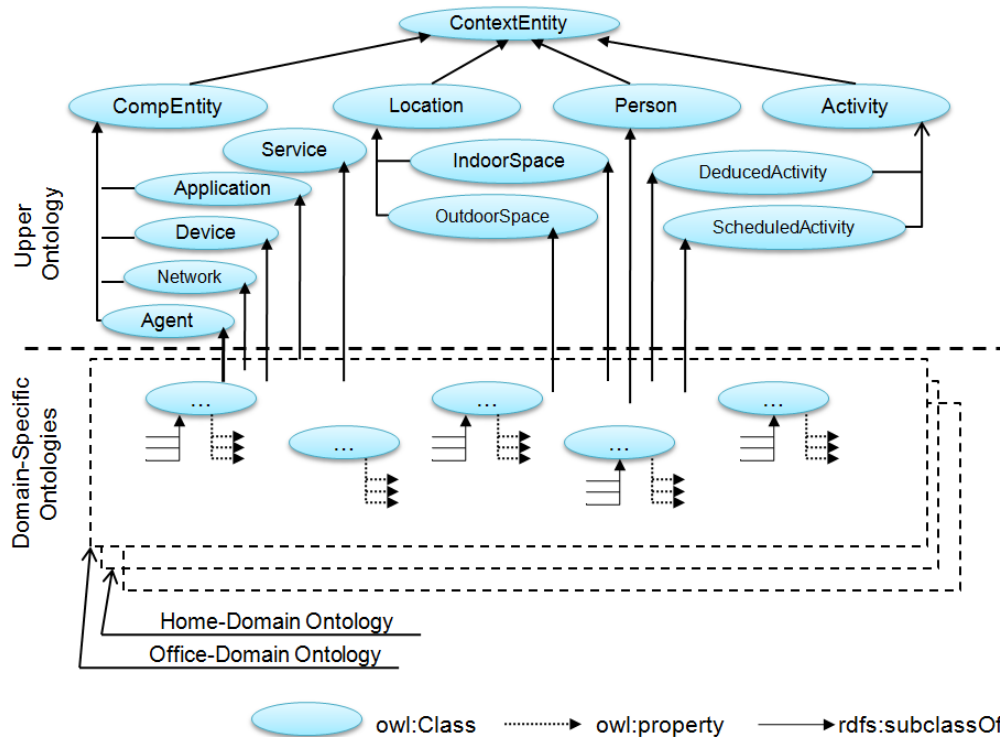 ContextEntity
CompEntity
Location
Person
Activity
Service
IndoorSpace
DeducedActivity
Application
OutdoorSpace
ScheduledActivity
Device
Network
Agent
Upper
Ontology
...
...
...
...
...
Domain-Specific
Ontologies
Home-Domain Ontology
Office-Domain Ontology
owl:Class
owl:property
rdfs:subclassOf